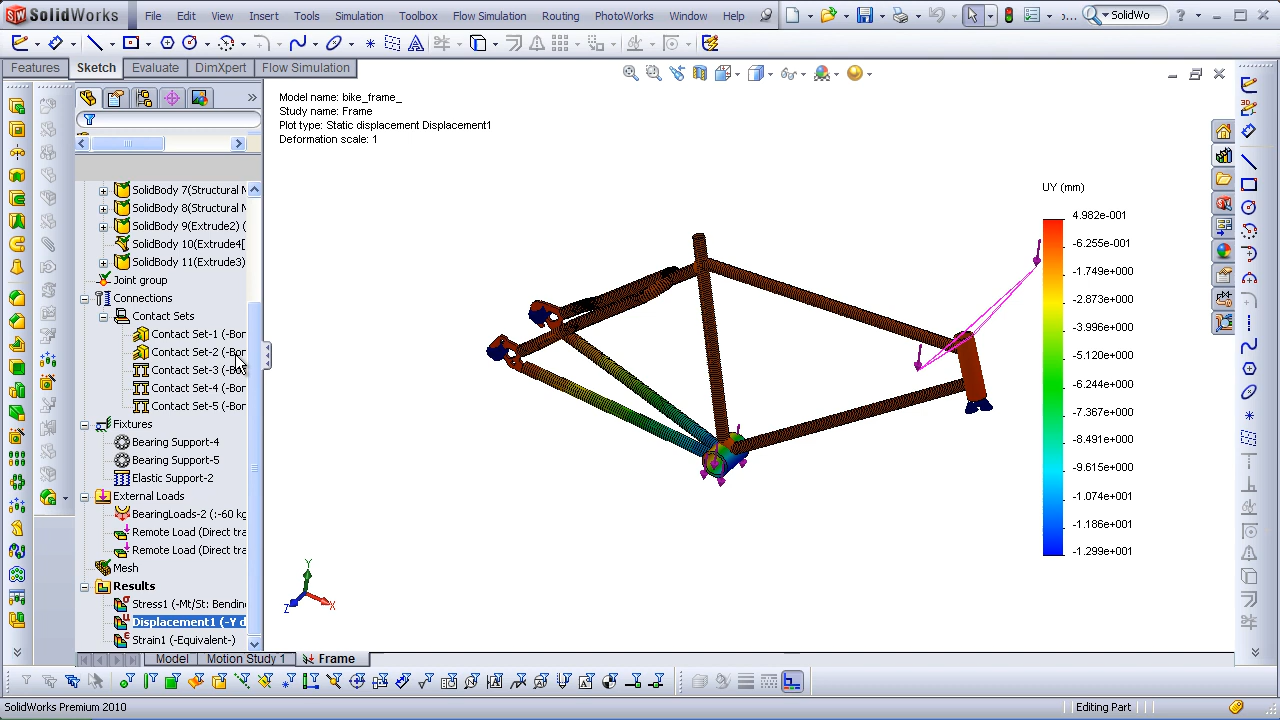 SolidWorks File Edit View Insert Tools Simulation Toolbox Flow Simulation Routing PhotoWorks Window Help SolidWo
Features Sketch Evaluate DimXpert Flow Simulation
Model name: bike_frame_
Study name: Frame
Plot type: Static displacement Displacement1
Deformation scale: 1
SolidBody 7(Structural M
SolidBody 8(Structural M
SolidBody 9(Extrude2) (
SolidBody 10(Extrude4[
SolidBody 11(Extrude3)
Joint group
Connections
Contact Sets
Contact Set-1 (-Bon
Contact Set-2 (-Bon
Contact Set-3 (-Bon
Contact Set-4 (-Bon
Contact Set-5 (-Bon
Fixtures
Bearing Support-4
Bearing Support-5
Elastic Support-2
External Loads
BearingLoads-2 (:-60 kg
Remote Load (Direct tra
Remote Load (Direct tra
Mesh
Results
Stress1 (-Mt/St: Bendin
Displacement1 (-Y d
Strain1 (-Equivalent-)
UY (mm)
4.982e-001
-6.255e-001
-1.749e+000
-2.873e+000
-3.996e+000
-5.120e+000
-6.244e+000
-7.367e+000
-8.491e+000
-9.615e+000
-1.074e+001
-1.186e+001
-1.299e+001
Y
Z
X
Model Motion Study 1 Frame
SolidWorks Premium 2010 Editing Part